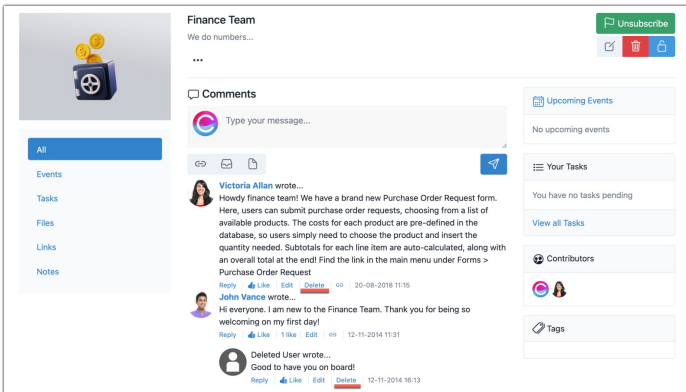 Finance Team
We do numbers...
Unsubscribe
All
Events
Tasks
Files
Links
Notes
Comments
Type your message...
Victoria Allan wrote...
Howdy finance team! We have a brand new Purchase Order Request form.
Here, users can submit purchase order requests, choosing from a list of
available products. The costs for each product are pre-defined in the
database, so users simply need to choose the product and insert the
quantity needed. Subtotals for each line item are auto-calculated, along with
an overall total at the end! Find the link in the main menu under Forms >
Purchase Order Request
Reply Like Edit Delete 20-08-2018 11:15
John Vance wrote...
Hi everyone. I am new to the Finance Team. Thank you for being so
welcoming on my first day!
Reply Like 1 like Edit 12-11-2014 11:31
Deleted User wrote...
Good to have you on board!
Reply Like Edit Delete 12-11-2014 16:13
Upcoming Events
No upcoming events
Your Tasks
You have no tasks pending
View all Tasks
Contributors
Tags